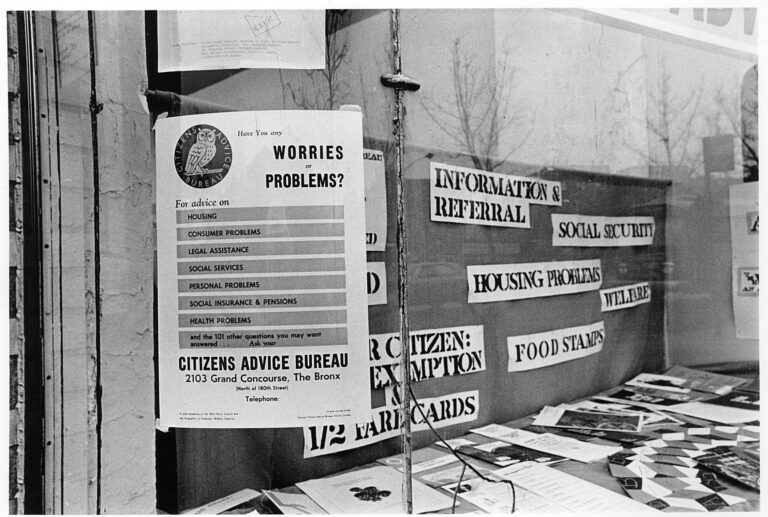 CITIZENS ADVICE
BUREAU
Have You any
WORRIES
or
PROBLEMS?
For advice on
HOUSING
CONSUMER PROBLEMS
LEGAL ASSISTANCE
SOCIAL SERVICES
PERSONAL PROBLEMS
SOCIAL INSURANCE & PENSIONS
HEALTH PROBLEMS
and the 101 other questions you may want
answered ... Ask your
CITIZENS ADVICE BUREAU
2103 Grand Concourse, The Bronx
(North of 180th Street)
Telephone:
INFORMATION &
REFERRAL
SOCIAL SECURITY
HOUSING PROBLEMS
WELFARE
FOOD STAMPS
R CITIZEN:
EXEMPTION
&
1/2 FARE CARDS